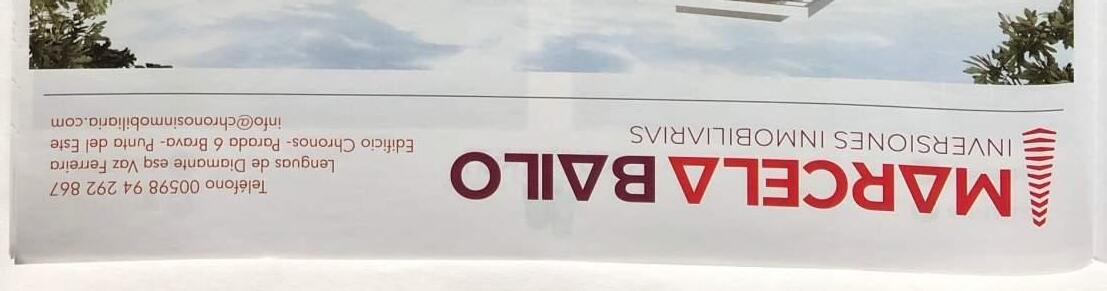 MARCELA BAILO
INVERSIONES INMOBILIARIAS
Teléfono 00598 94 292 867
Lenguas de Diamante esq Vaz Ferreira
Edificio Chronos- Parada 6 Brava- Punta del Este
info@chronosinmobiliaria.com